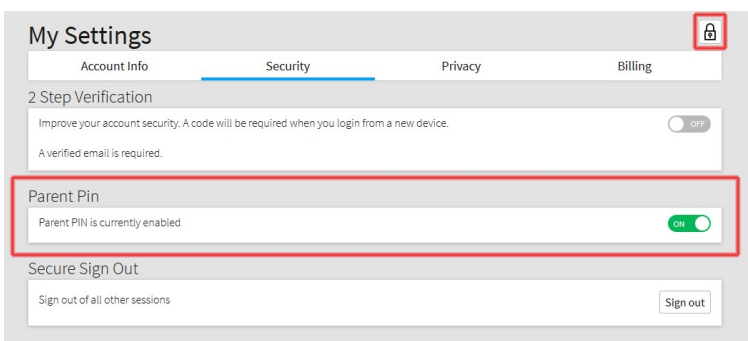 My Settings
Account Info Security Privacy Billing
2 Step Verification
Improve your account security. A code will be required when you login from a new device.
OFF
A verified email is required.
Parent Pin
Parent PIN is currently enabled
ON
Secure Sign Out
Sign out of all other sessions
Sign out